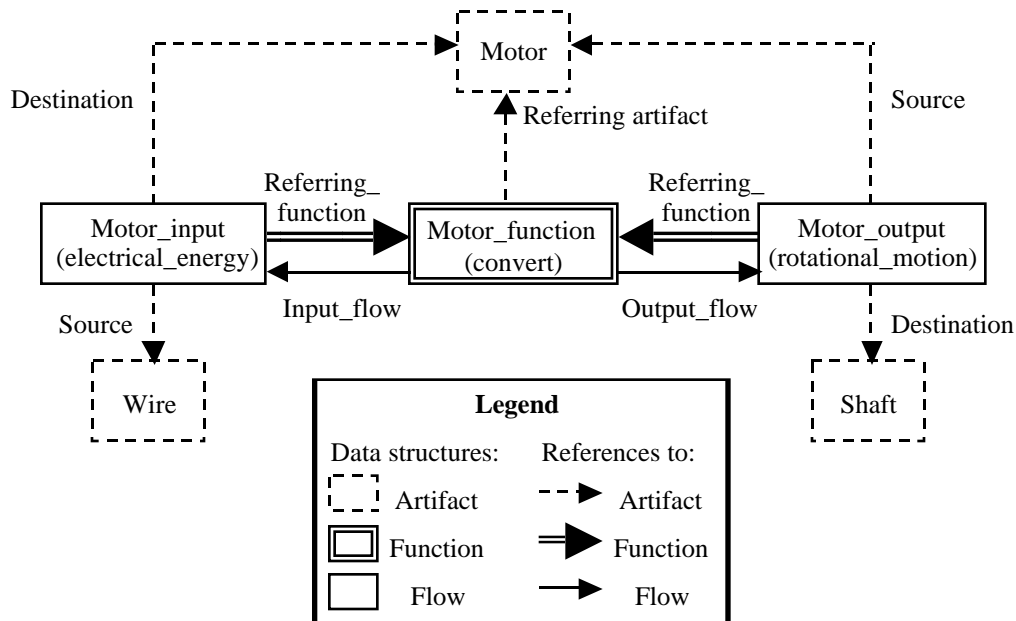 Motor
Destination
Source
Referring artifact
Referring_
function
Referring_
function
Motor_input
(electrical_energy)
Motor_function
(convert)
Motor_output
(rotational_motion)
Input_flow
Output_flow
Source
Destination
Wire
Shaft
Legend
Data structures:
References to:
Artifact
Artifact
Function
Function
Flow
Flow